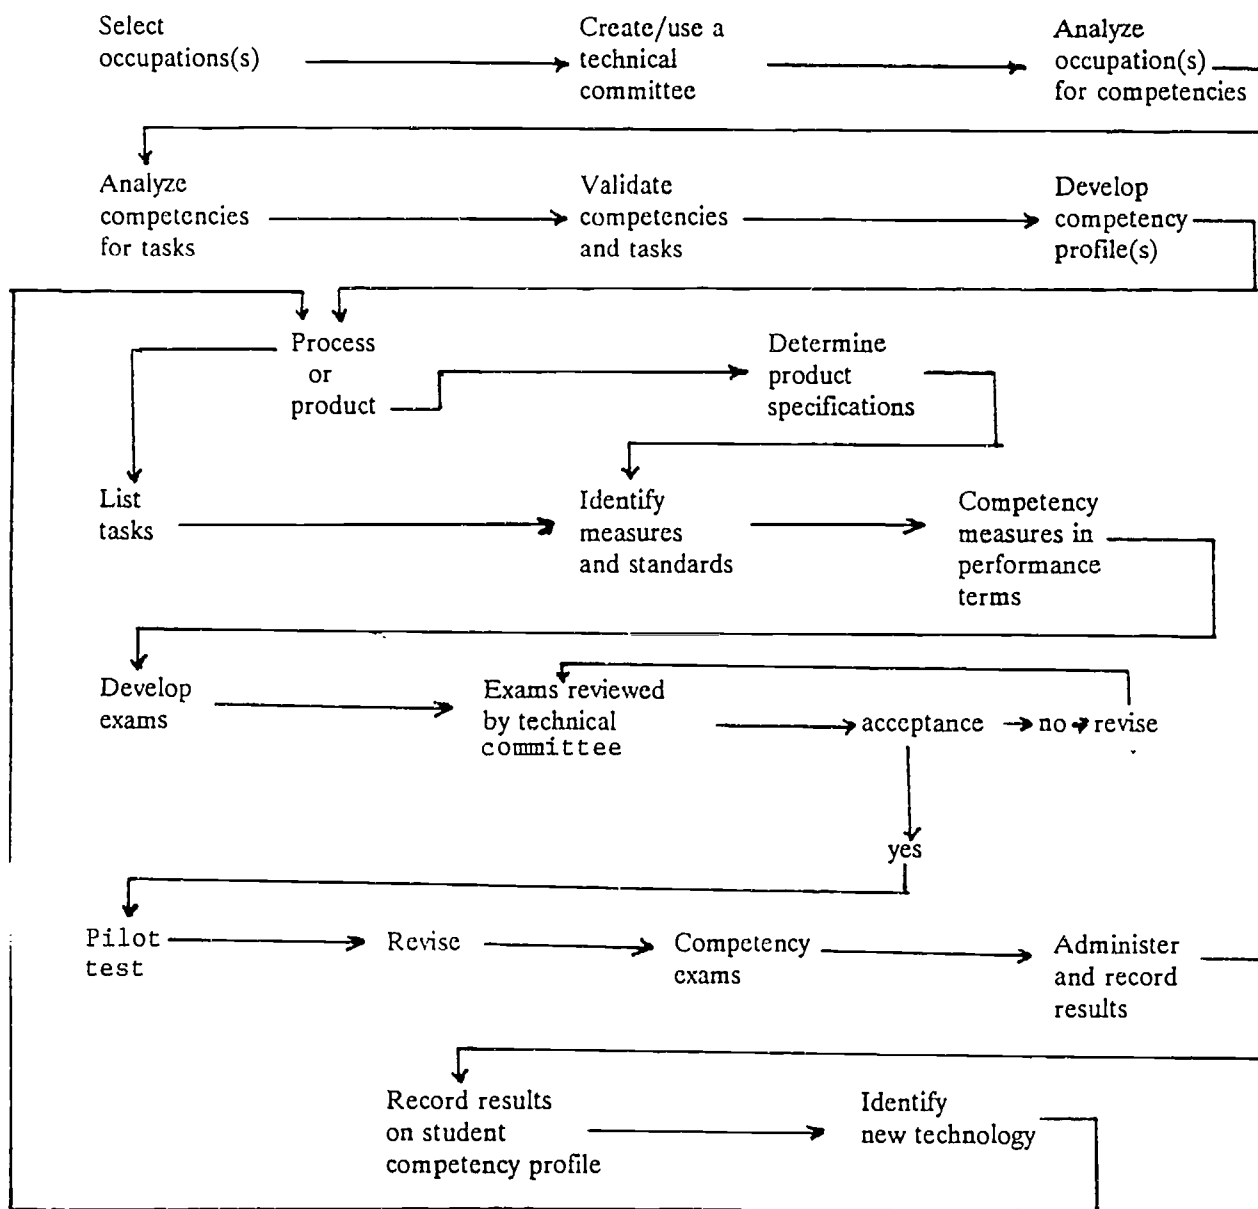 Select
occupations(s)
Create/use a
technical
committee
Analyze
occupation(s)
for competencies
Analyze
competencies
for tasks
Validate
competencies
and tasks
Develop
competency
profile(s)
Process
or
product
Determine
product
specifications
List
tasks
Identify
measures
and standards
Competency
measures in
performance
terms
Develop
exams
Exams reviewed
by technical
committee
acceptance
no
revise
yes
Pilot
test
Revise
Competency
exams
Administer
and record
results
Record results
on student
competency profile
Identify
new technology